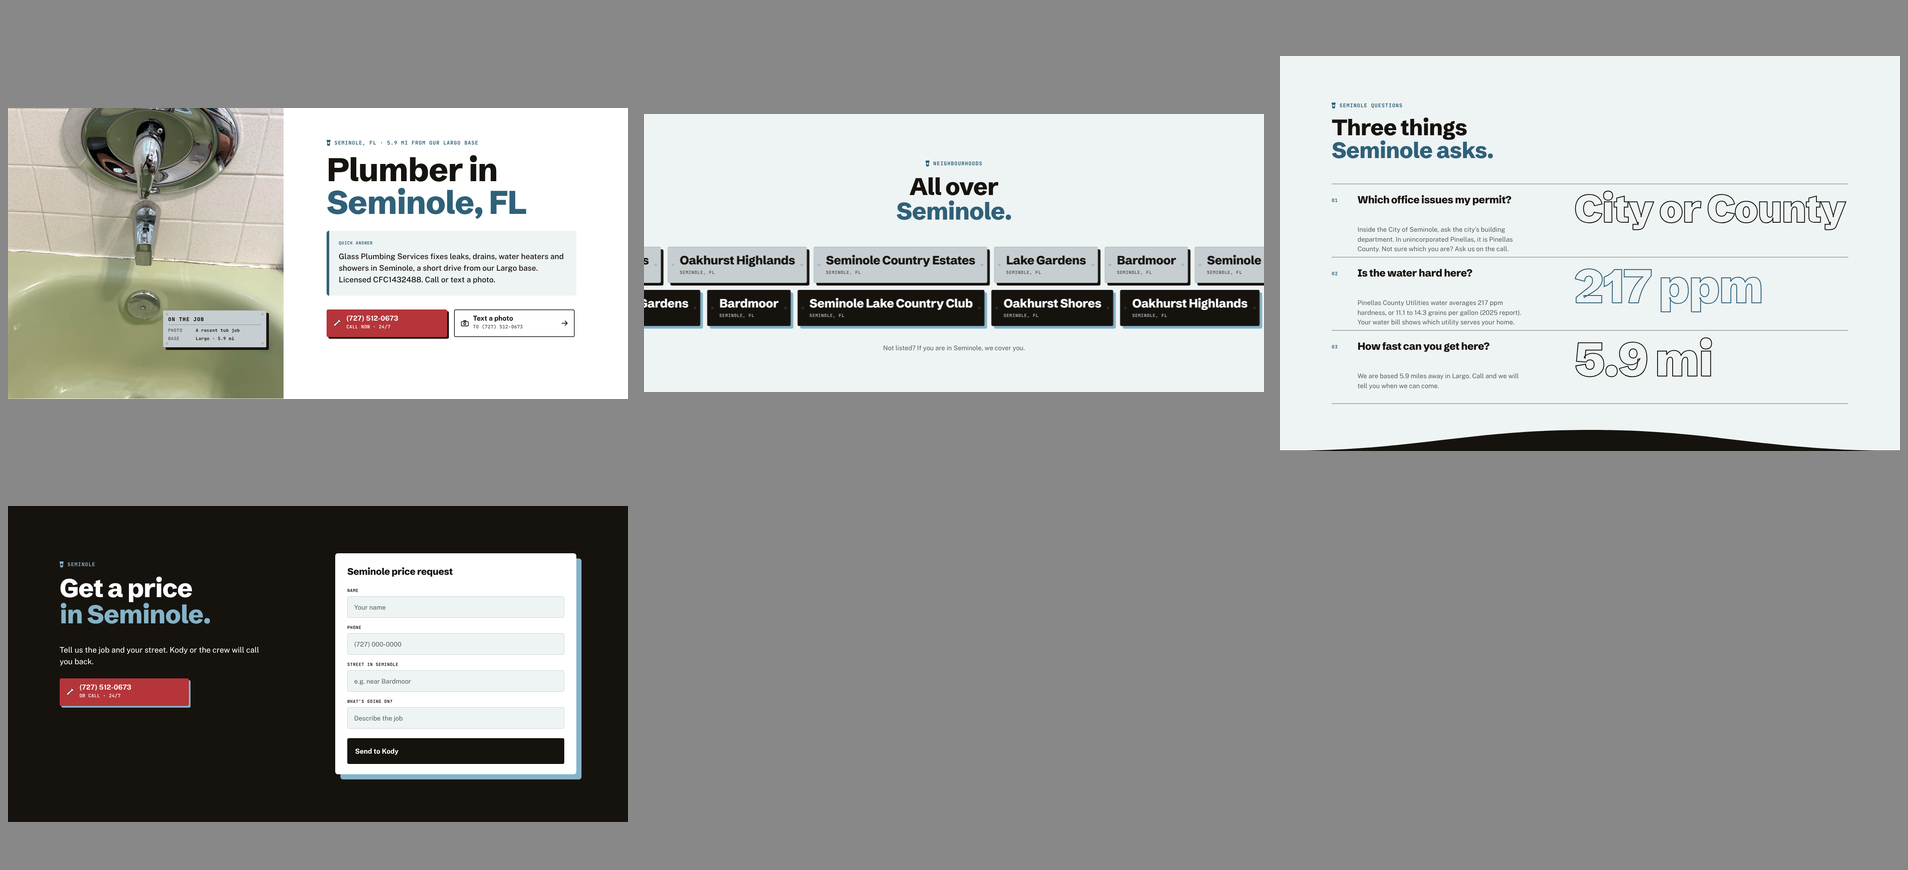 SEMINOLE, FL · 5.9 MI FROM OUR LARGO BASE
Plumber in
Seminole, FL
QUICK ANSWER
Glass Plumbing Services fixes leaks, drains, water heaters and
showers in Seminole, a short drive from our Largo base.
Licensed CFC1432488. Call or text a photo.
(727) 512-0673
CALL NOW · 24/7
Text a photo
TO (727) 512-0673
ON THE JOB
PHOTO A recent tub job
BASE Largo · 5.9 mi
NEIGHBOURHOODS
All over
Seminole.
s
Oakhurst Highlands
SEMINOLE, FL
Seminole Country Estates
SEMINOLE, FL
Lake Gardens
SEMINOLE, FL
Bardmoor
SEMINOLE, FL
Seminole
SEMINOLE, FL
Gardens
Bardmoor
SEMINOLE, FL
Seminole Lake Country Club
SEMINOLE, FL
Oakhurst Shores
SEMINOLE, FL
Oakhurst Highlands
SEMINOLE, FL
Not listed? If you are in Seminole, we cover you.
SEMINOLE QUESTIONS
Three things
Seminole asks.
01
Which office issues my permit?
City or County
Inside the City of Seminole, ask the city's building
department. In unincorporated Pinellas, it is Pinellas
County. Not sure which you are? Ask us on the call.
02
Is the water hard here?
217 ppm
Pinellas County Utilities water averages 217 ppm
hardness, or 11.1 to 14.3 grains per gallon (2025 report).
Your water bill shows which utility serves your home.
03
How fast can you get here?
5.9 mi
We are based 5.9 miles away in Largo. Call and we will
tell you when we can come.
SEMINOLE
Get a price
in Seminole.
Tell us the job and your street. Kody or the crew will call
you back.
(727) 512-0673
OR CALL · 24/7
Seminole price request
NAME
Your name
PHONE
(727) 000-0000
STREET IN SEMINOLE
e.g. near Bardmoor
WHAT'S GOING ON?
Describe the job
Send to Kody